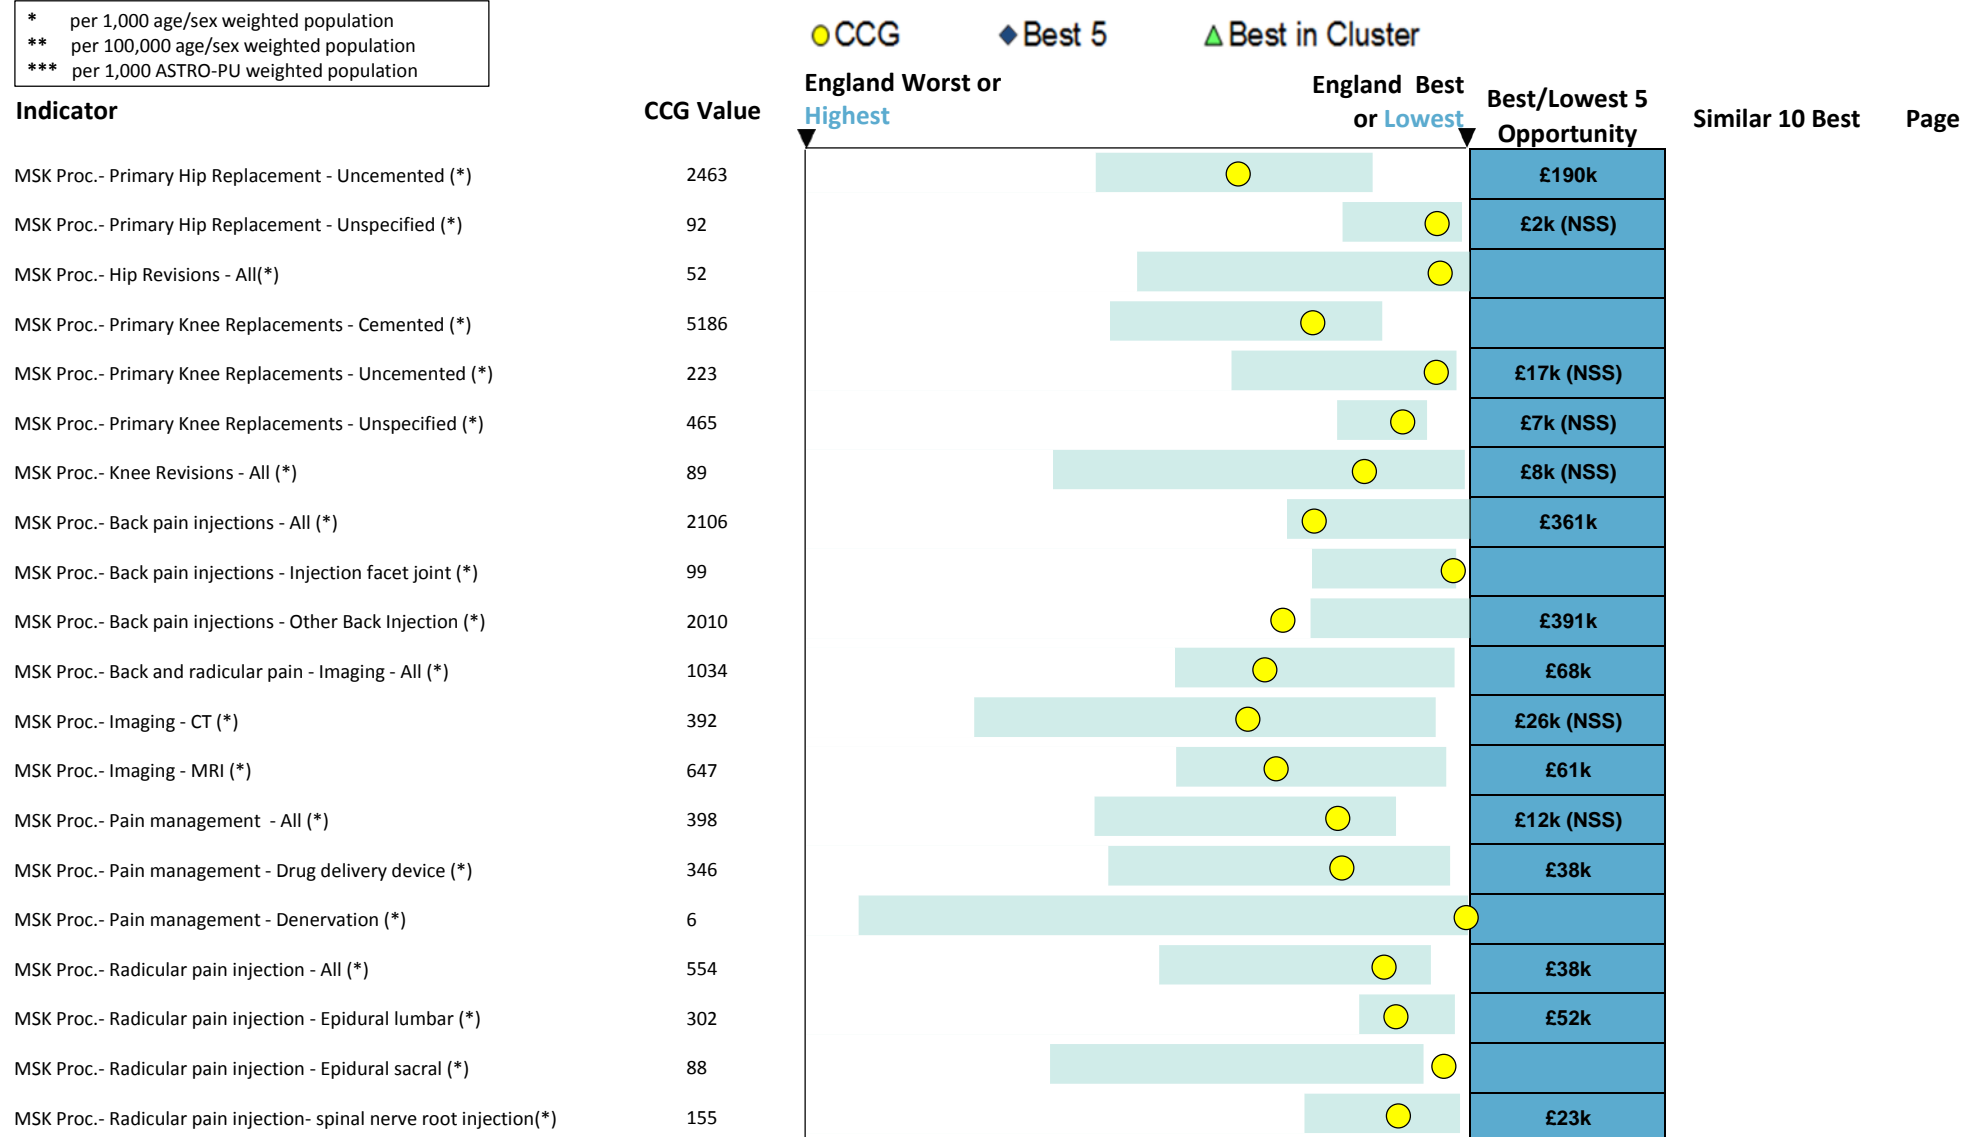 * per 1,000 age/sex weighted population
** per 100,000 age/sex weighted population
*** per 1,000 ASTRO-PU weighted population
CCG Best 5 Best in Cluster
Indicator CCG Value England Worst or Highest England Best or Lowest Best/Lowest 5 Opportunity Similar 10 Best Page
MSK Proc.- Primary Hip Replacement - Uncemented (*) 2463 £190k
MSK Proc.- Primary Hip Replacement - Unspecified (*) 92 £2k (NSS)
MSK Proc.- Hip Revisions - All(*) 52
MSK Proc.- Primary Knee Replacements - Cemented (*) 5186
MSK Proc.- Primary Knee Replacements - Uncemented (*) 223 £17k (NSS)
MSK Proc.- Primary Knee Replacements - Unspecified (*) 465 £7k (NSS)
MSK Proc.- Knee Revisions - All (*) 89 £8k (NSS)
MSK Proc.- Back pain injections - All (*) 2106 £361k
MSK Proc.- Back pain injections - Injection facet joint (*) 99
MSK Proc.- Back pain injections - Other Back Injection (*) 2010 £391k
MSK Proc.- Back and radicular pain - Imaging - All (*) 1034 £68k
MSK Proc.- Imaging - CT (*) 392 £26k (NSS)
MSK Proc.- Imaging - MRI (*) 647 £61k
MSK Proc.- Pain management - All (*) 398 £12k (NSS)
MSK Proc.- Pain management - Drug delivery device (*) 346 £38k
MSK Proc.- Pain management - Denervation (*) 6
MSK Proc.- Radicular pain injection - All (*) 554 £38k
MSK Proc.- Radicular pain injection - Epidural lumbar (*) 302 £52k
MSK Proc.- Radicular pain injection - Epidural sacral (*) 88
MSK Proc.- Radicular pain injection- spinal nerve root injection(*) 155 £23k